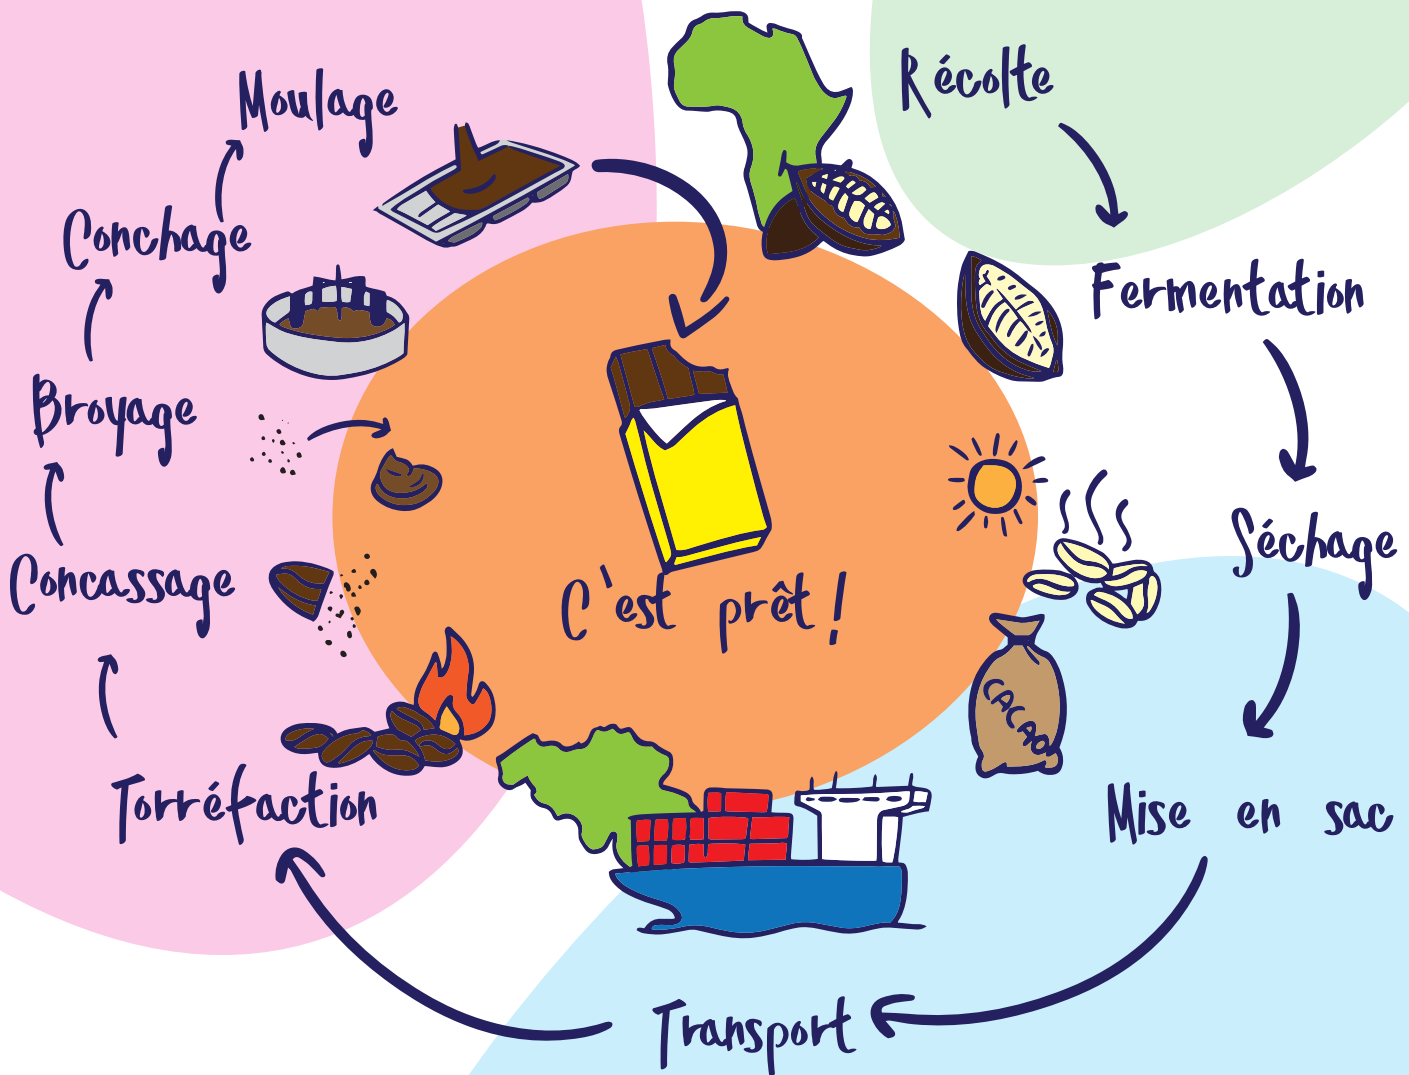 Récolte
Fermentation
Séchage
Mise en sac
CACAO
Transport
Torréfaction
Concassage
Broyage
Conchage
Moulage
C'est prêt!